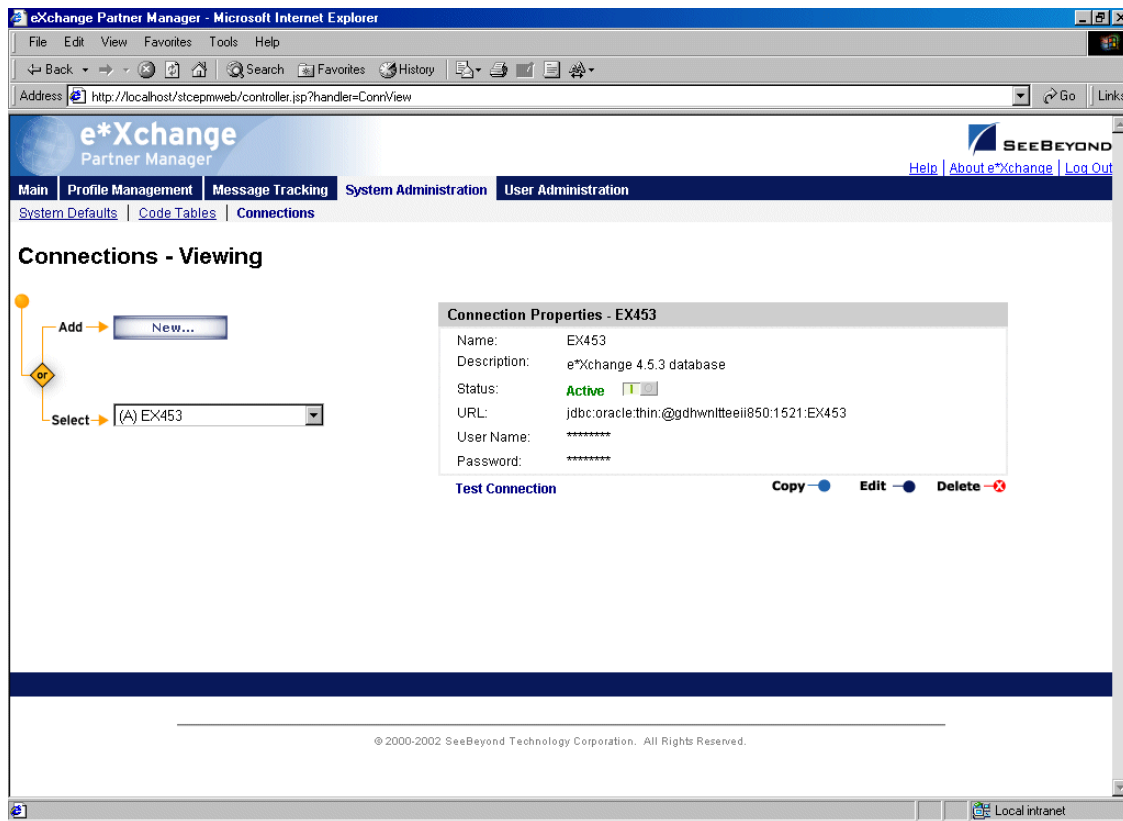 eXchange Partner Manager - Microsoft Internet Explorer
File Edit View Favorites Tools Help
Back Search Favorites History
Address http://localhost/stcepmweb/controller.jsp?handler=ConnView Go Links
e*Xchange
Partner Manager
SEEBEYOND
Help | About e*Xchange | Log Out
Main Profile Management Message Tracking System Administration User Administration
System Defaults | Code Tables | Connections
Connections - Viewing
Add New...
or
Select (A) EX453
Connection Properties - EX453
Name: EX453
Description: e*Xchange 4.5.3 database
Status: Active
URL: jdbc:oracle:thin:@gdhwnltteeii850:1521:EX453
User Name: ********
Password: ********
Test Connection Copy Edit Delete
© 2000-2002 SeeBeyond Technology Corporation. All Rights Reserved.
Local intranet